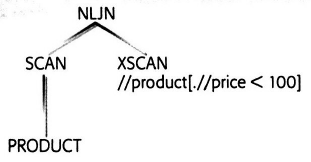 NLJN
SCAN XSCAN
//product[.//price < 100]
PRODUCT